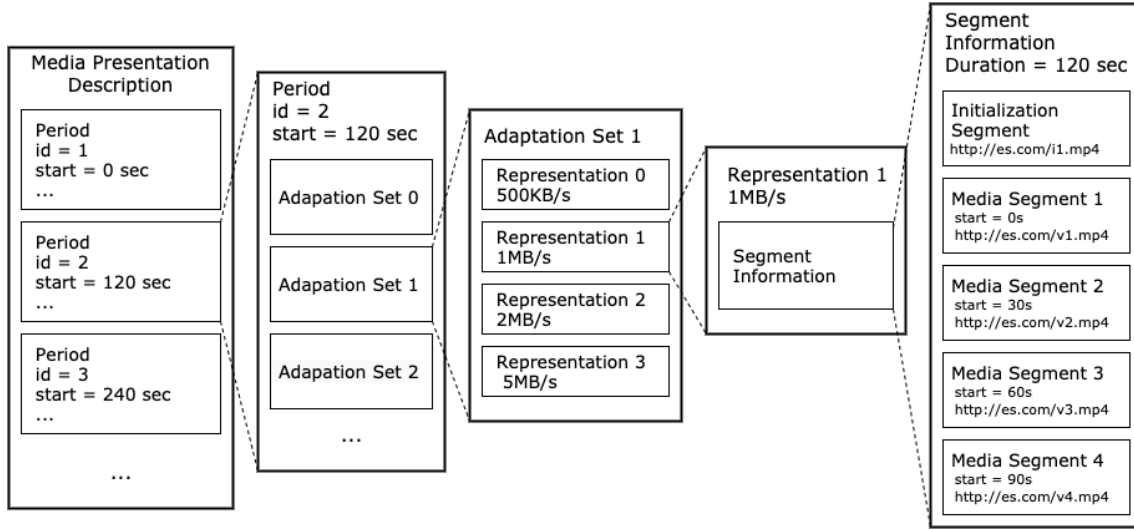 Media Presentation
Description
Period
id = 1
start = 0 sec
...
Period
id = 2
start = 120 sec
...
Period
id = 3
start = 240 sec
...
...
Period
id = 2
start = 120 sec
Adapation Set 0
Adapation Set 1
Adapation Set 2
...
Adaptation Set 1
Representation 0
500KB/s
Representation 1
1MB/s
Representation 2
2MB/s
Representation 3
5MB/s
Representation 1
1MB/s
Segment
Information
Segment
Information
Duration = 120 sec
Initialization
Segment
http://es.com/i1.mp4
Media Segment 1
start = 0s
http://es.com/v1.mp4
Media Segment 2
start = 30s
http://es.com/v2.mp4
Media Segment 3
start = 60s
http://es.com/v3.mp4
Media Segment 4
start = 90s
http://es.com/v4.mp4